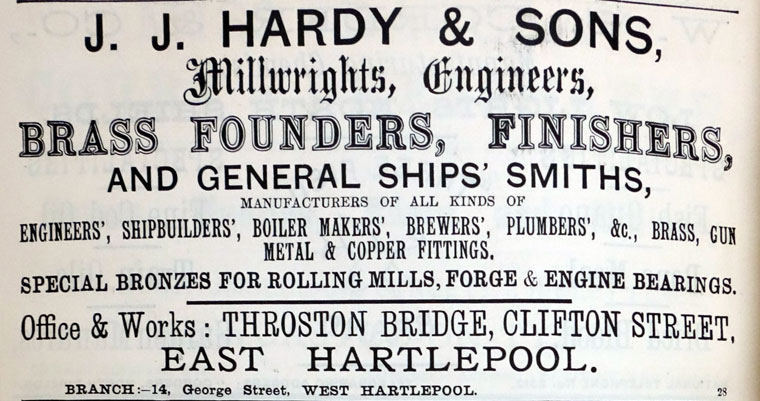 J. J. HARDY & SONS,
Millwrights, Engineers,
BRASS FOUNDERS, FINISHERS,
AND GENERAL SHIPS' SMITHS,
MANUFACTURERS OF ALL KINDS OF
ENGINEERS', SHIPBUILDERS', BOILER MAKERS', BREWERS', PLUMBERS', &c., BRASS, GUN
METAL & COPPER FITTINGS.
SPECIAL BRONZES FOR ROLLING MILLS, FORGE & ENGINE BEARINGS.
Office & Works: THROSTON BRIDGE, CLIFTON STREET,
EAST HARTLEPOOL.
BRANCH:—14, George Street, WEST HARTLEPOOL. 28